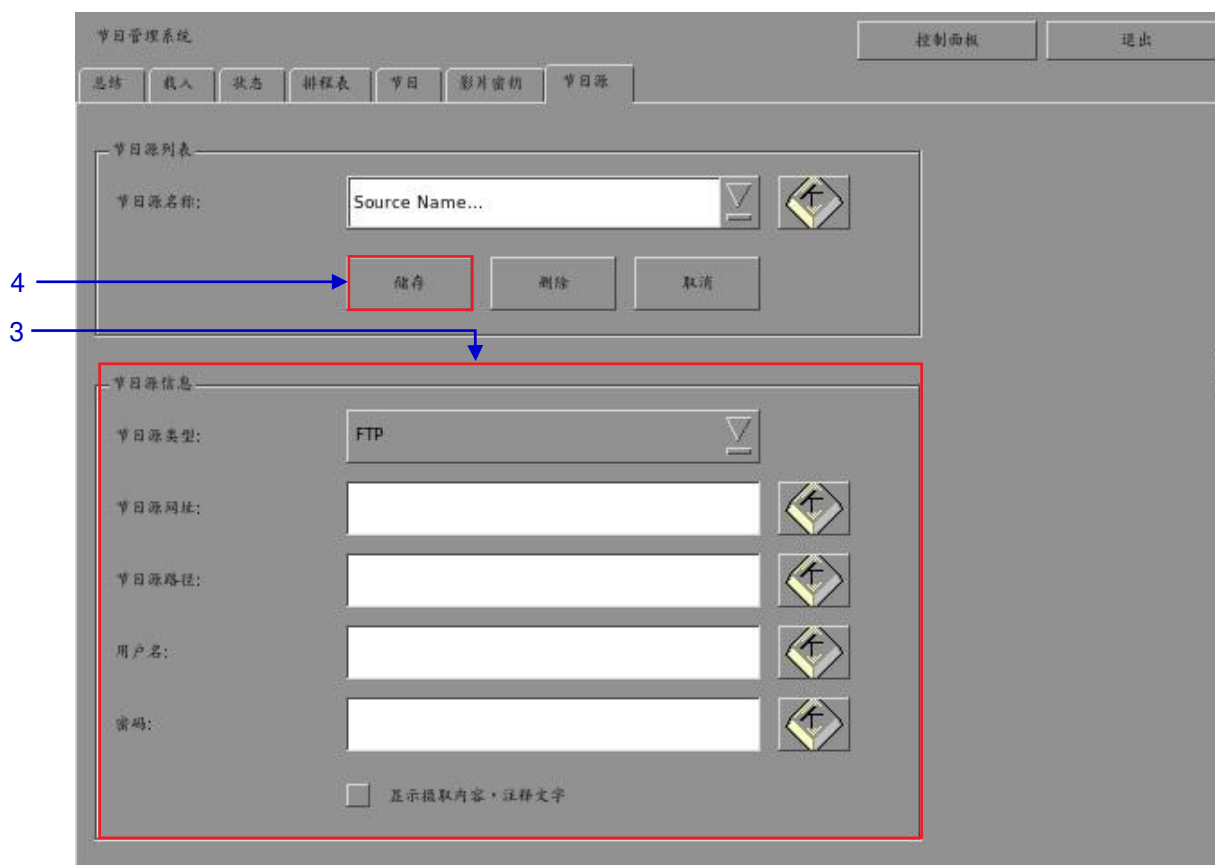 节目管理系统 控制面板 退出
总结 载入 状态 排程表 节目 影片密钥 节目源
节目源列表
节目源名称: Source Name...
4 储存 删除 取消
3
节目源信息
节目源类型: FTP
节目源网址:
节目源路径:
用户名:
密码:
显示摄取内容,注释文字